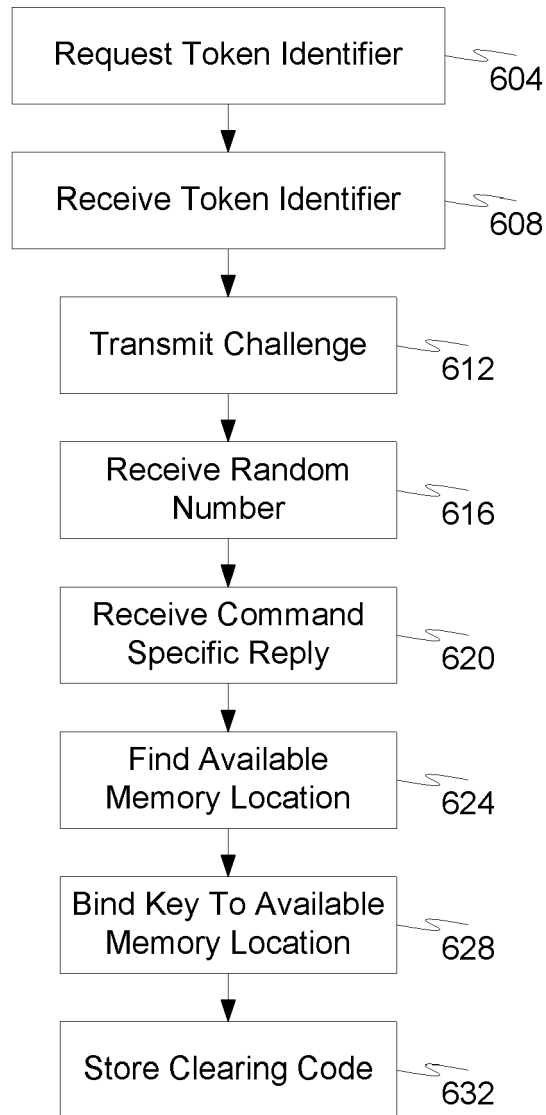 Request Token Identifier
604
Receive Token Identifier
608
Transmit Challenge
612
Receive Random
Number
616
Receive Command
Specific Reply
620
Find Available
Memory Location
624
Bind Key To Available
Memory Location
628
Store Clearing Code
632